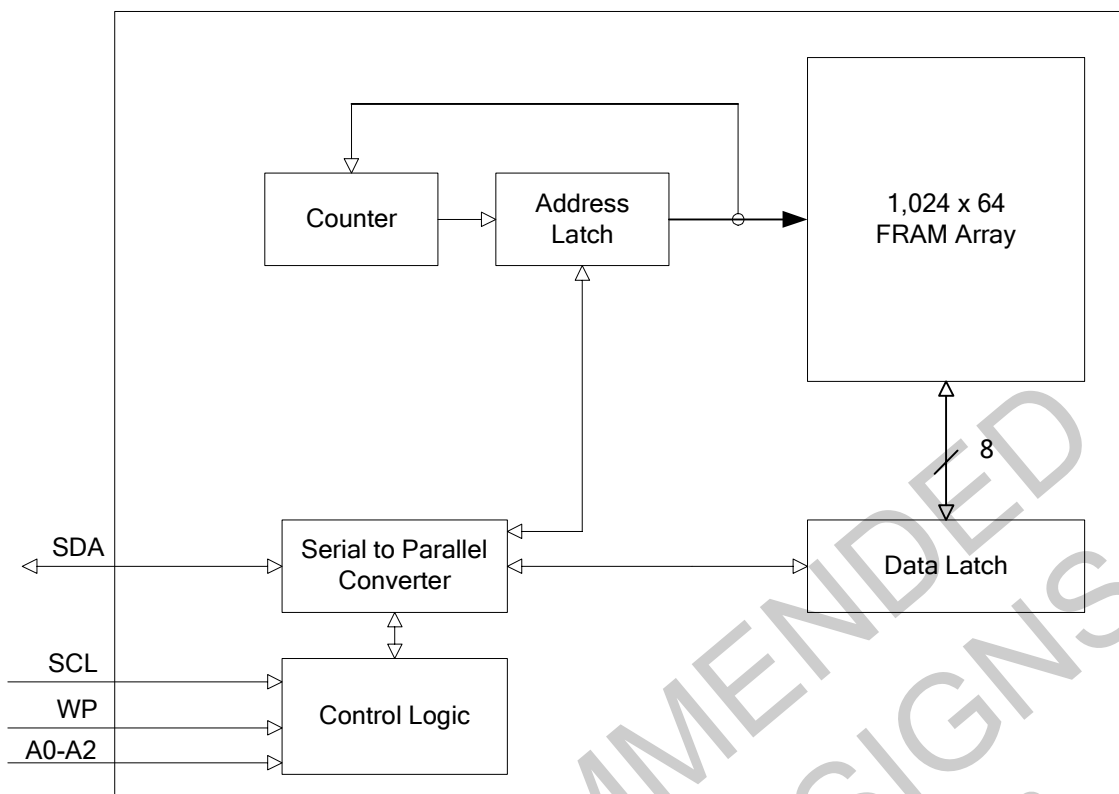 Counter
Address
Latch
1,024 x 64
FRAM Array
8
SDA
Serial to Parallel
Converter
Data Latch
SCL
WP
A0-A2
Control Logic